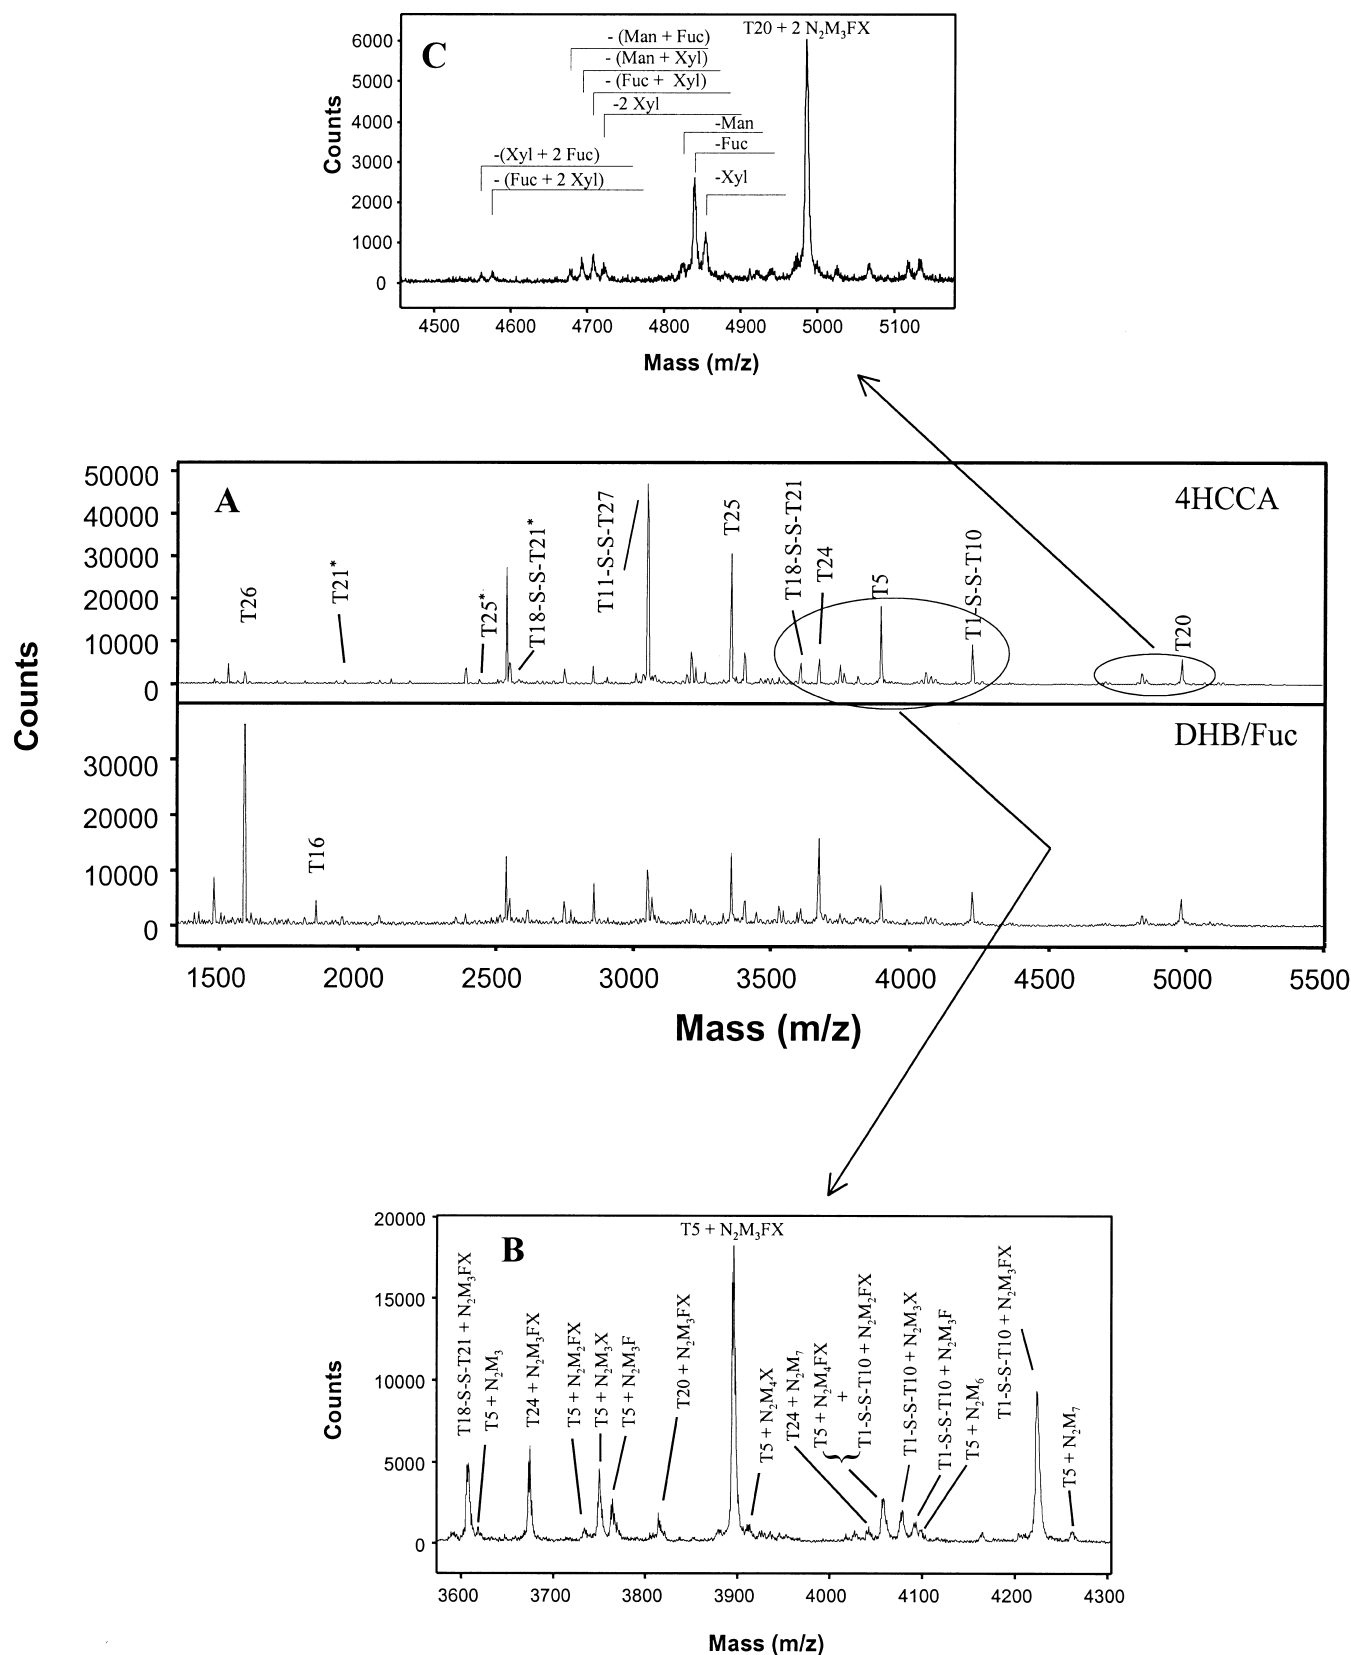 C
T20 + 2 N₂M₃FX
- (Man + Fuc)
- (Man + Xyl)
- (Fuc + Xyl)
-2 Xyl
-Man
-Fuc
-(Xyl + 2 Fuc)
- (Fuc + 2 Xyl)
-Xyl
Counts
6000
5000
4000
3000
2000
1000
0
4500 4600 4700 4800 4900 5000 5100
Mass (m/z)
A
4HCCA
50000
40000
30000
20000
10000
0
T26
T21*
T25*
T18-S-S-T21*
T11-S-S-T27
T25
T18-S-S-T21
T24
T5
T1-S-S-T10
T20
Counts
DHB/Fuc
30000
20000
10000
0
T16
1500 2000 2500 3000 3500 4000 4500 5000 5500
Mass (m/z)
B
T5 + N₂M₃FX
20000
15000
10000
5000
0
Counts
T18-S-S-T21 + N₂M₃FX
T5 + N₂M₃
T24 + N₂M₃FX
T5 + N₂M₂FX
T5 + N₂M₃X
T5 + N₂M₃F
T20 + N₂M₃FX
T5 + N₂M₄X
T24 + N₂M₇
T5 + N₂M₄FX
+
T1-S-S-T10 + N₂M₂FX
T1-S-S-T10 + N₂M₃X
T1-S-S-T10 + N₂M₃F
T5 + N₂M₆
T1-S-S-T10 + N₂M₃FX
T5 + N₂M₇
3600 3700 3800 3900 4000 4100 4200 4300
Mass (m/z)